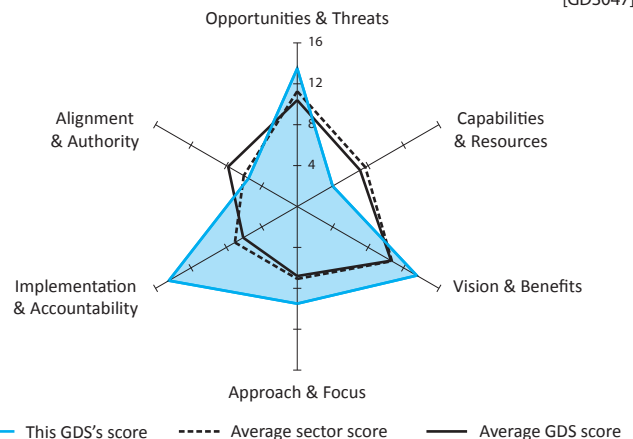 [GDS047]
Opportunities & Threats
16
12
8
4
Alignment
& Authority
Capabilities
& Resources
Implementation
& Accountability
Vision & Benefits
Approach & Focus
This GDS's score
Average sector score
Average GDS score